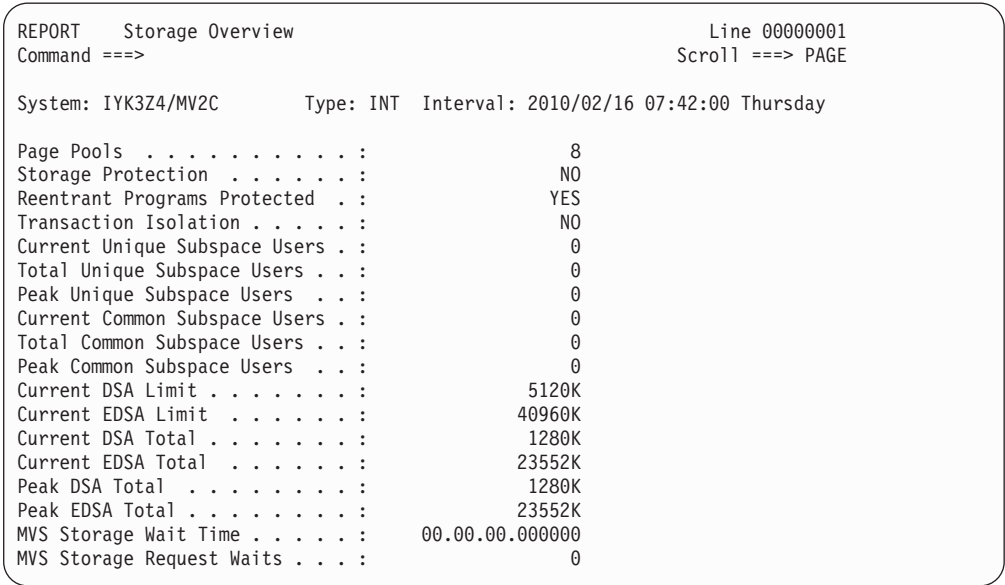 REPORT    Storage Overview                                        Line 00000001
Command ===>                                                  Scroll ===> PAGE
System: IYK3Z4/MV2C         Type: INT  Interval: 2010/02/16 07:42:00 Thursday
Page Pools  . . . . . . . . . . :                   8
Storage Protection  . . . . . . :                  NO
Reentrant Programs Protected  . :                 YES
Transaction Isolation . . . . . :                  NO
Current Unique Subspace Users . :                   0
Total Unique Subspace Users . . :                   0
Peak Unique Subspace Users  . . :                   0
Current Common Subspace Users . :                   0
Total Common Subspace Users . . :                   0
Peak Common Subspace Users  . . :                   0
Current DSA Limit . . . . . . . :               5120K
Current EDSA Limit  . . . . . . :              40960K
Current DSA Total . . . . . . . :               1280K
Current EDSA Total  . . . . . . :              23552K
Peak DSA Total  . . . . . . . . :               1280K
Peak EDSA Total . . . . . . . . :              23552K
MVS Storage Wait Time . . . . . :     00.00.00.000000
MVS Storage Request Waits . . . :                   0